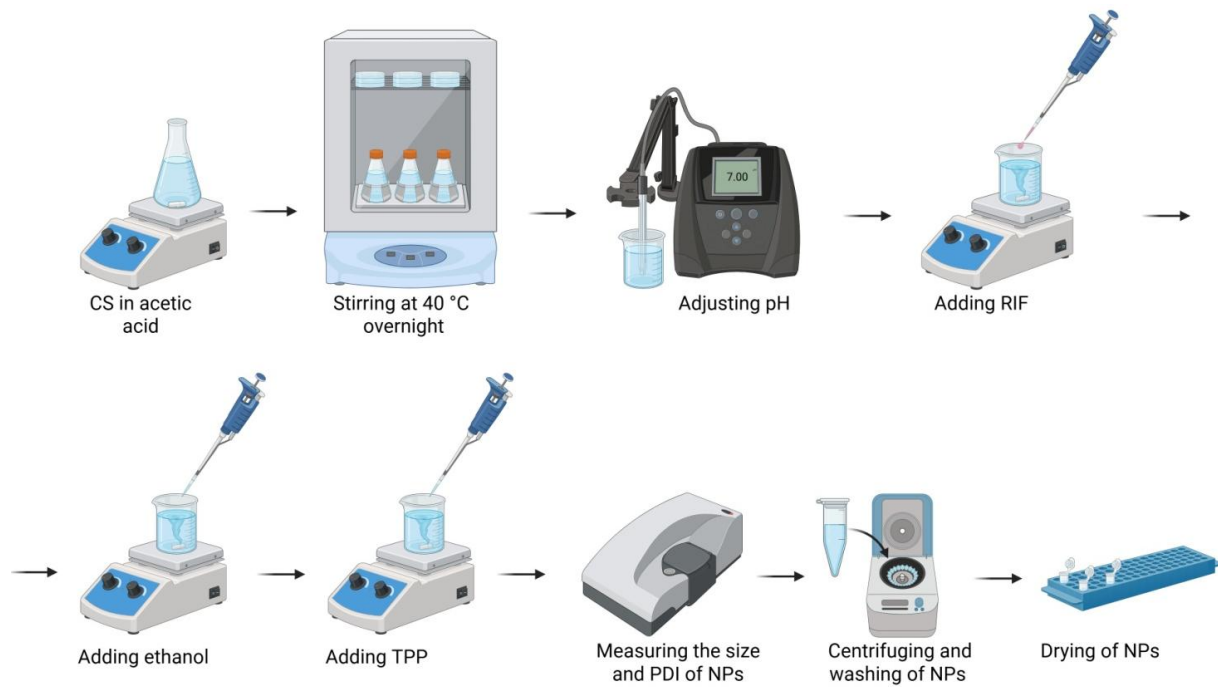 7.00
CS in acetic
acid
Stirring at 40 °C
overnight
Adjusting pH
Adding RIF
Adding ethanol
Adding TPP
Measuring the size
and PDI of NPs
Centrifuging and
washing of NPs
Drying of NPs